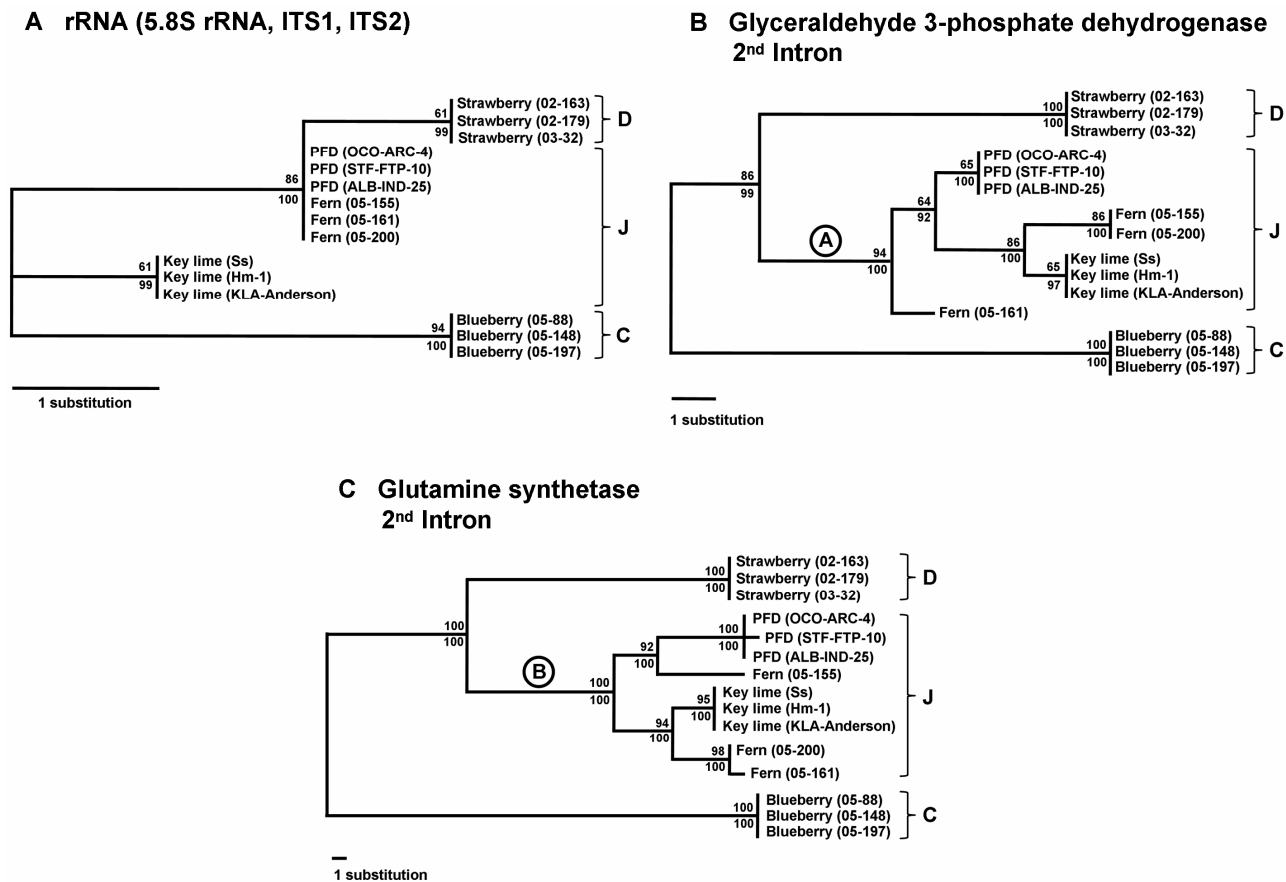 A rRNA (5.8S rRNA, ITS1, ITS2)
61
99
Strawberry (02-163)
Strawberry (02-179)
Strawberry (03-32)
D
86
100
PFD (OCO-ARC-4)
PFD (STF-FTP-10)
PFD (ALB-IND-25)
Fern (05-155)
Fern (05-161)
Fern (05-200)
J
61
99
Key lime (Ss)
Key lime (Hm-1)
Key lime (KLA-Anderson)
94
100
Blueberry (05-88)
Blueberry (05-148)
Blueberry (05-197)
C
1 substitution
B Glyceraldehyde 3-phosphate dehydrogenase
2nd Intron
100
100
Strawberry (02-163)
Strawberry (02-179)
Strawberry (03-32)
D
86
99
A
94
100
64
92
65
100
PFD (OCO-ARC-4)
PFD (STF-FTP-10)
PFD (ALB-IND-25)
86
100
86
100
Fern (05-155)
Fern (05-200)
J
65
97
Key lime (Ss)
Key lime (Hm-1)
Key lime (KLA-Anderson)
Fern (05-161)
100
100
Blueberry (05-88)
Blueberry (05-148)
Blueberry (05-197)
C
1 substitution
C Glutamine synthetase
2nd Intron
100
100
Strawberry (02-163)
Strawberry (02-179)
Strawberry (03-32)
D
100
100
B
100
100
92
100
100
100
PFD (OCO-ARC-4)
PFD (STF-FTP-10)
PFD (ALB-IND-25)
Fern (05-155)
94
100
95
100
Key lime (Ss)
Key lime (Hm-1)
Key lime (KLA-Anderson)
J
98
100
Fern (05-200)
Fern (05-161)
100
100
Blueberry (05-88)
Blueberry (05-148)
Blueberry (05-197)
C
1 substitution